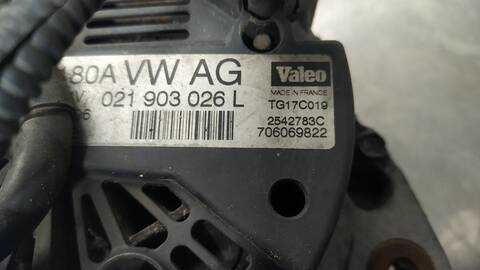 80A VW AG
021 903 026 L
Valeo
MADE IN FRANCE
TG17C019
2542783C
706069822